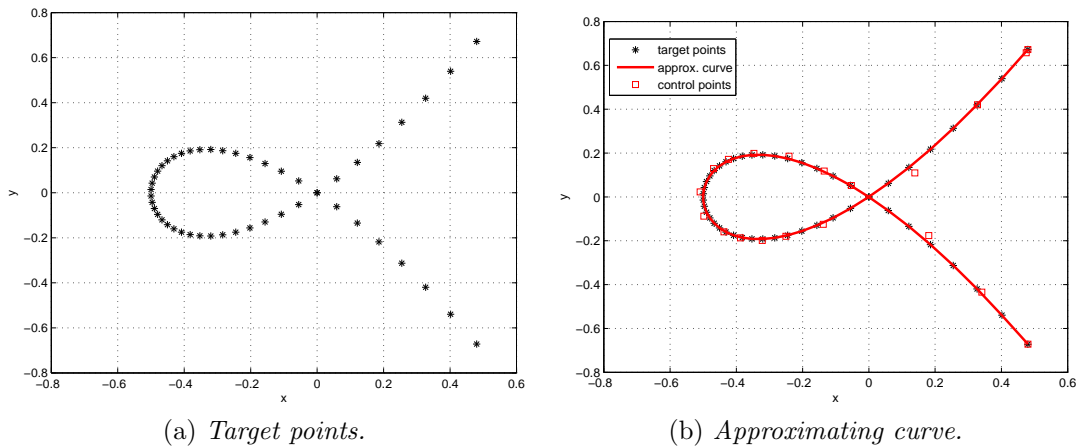 0.8
0.6
0.4
0.2
0
−0.2
−0.4
−0.6
−0.8
y
−0.8 −0.6 −0.4 −0.2 0 0.2 0.4 0.6
x
(a) Target points.
0.8
0.6
0.4
0.2
0
−0.2
−0.4
−0.6
−0.8
y
target points
approx. curve
control points
−0.8 −0.6 −0.4 −0.2 0 0.2 0.4 0.6
x
(b) Approximating curve.